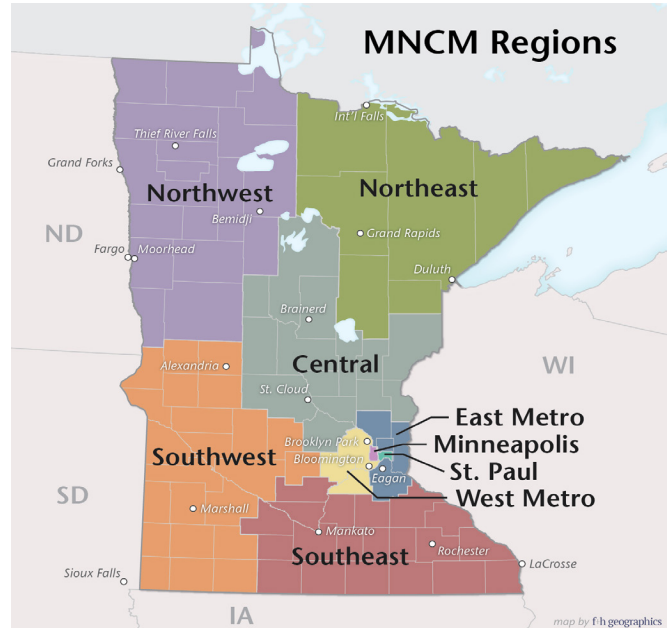 MNCM Regions
Int'l Falls
Thief River Falls
Grand Forks
Northwest
Northeast
Bemidji
ND
Grand Rapids
Fargo
Moorhead
Duluth
Brainerd
WI
Alexandria
Central
St. Cloud
East Metro
Brooklyn Park
Minneapolis
Southwest
Bloomington
St. Paul
Eagan
West Metro
SD
Marshall
Mankato
Rochester
Southeast
LaCrosse
Sioux Falls
IA
map by f+h geographics